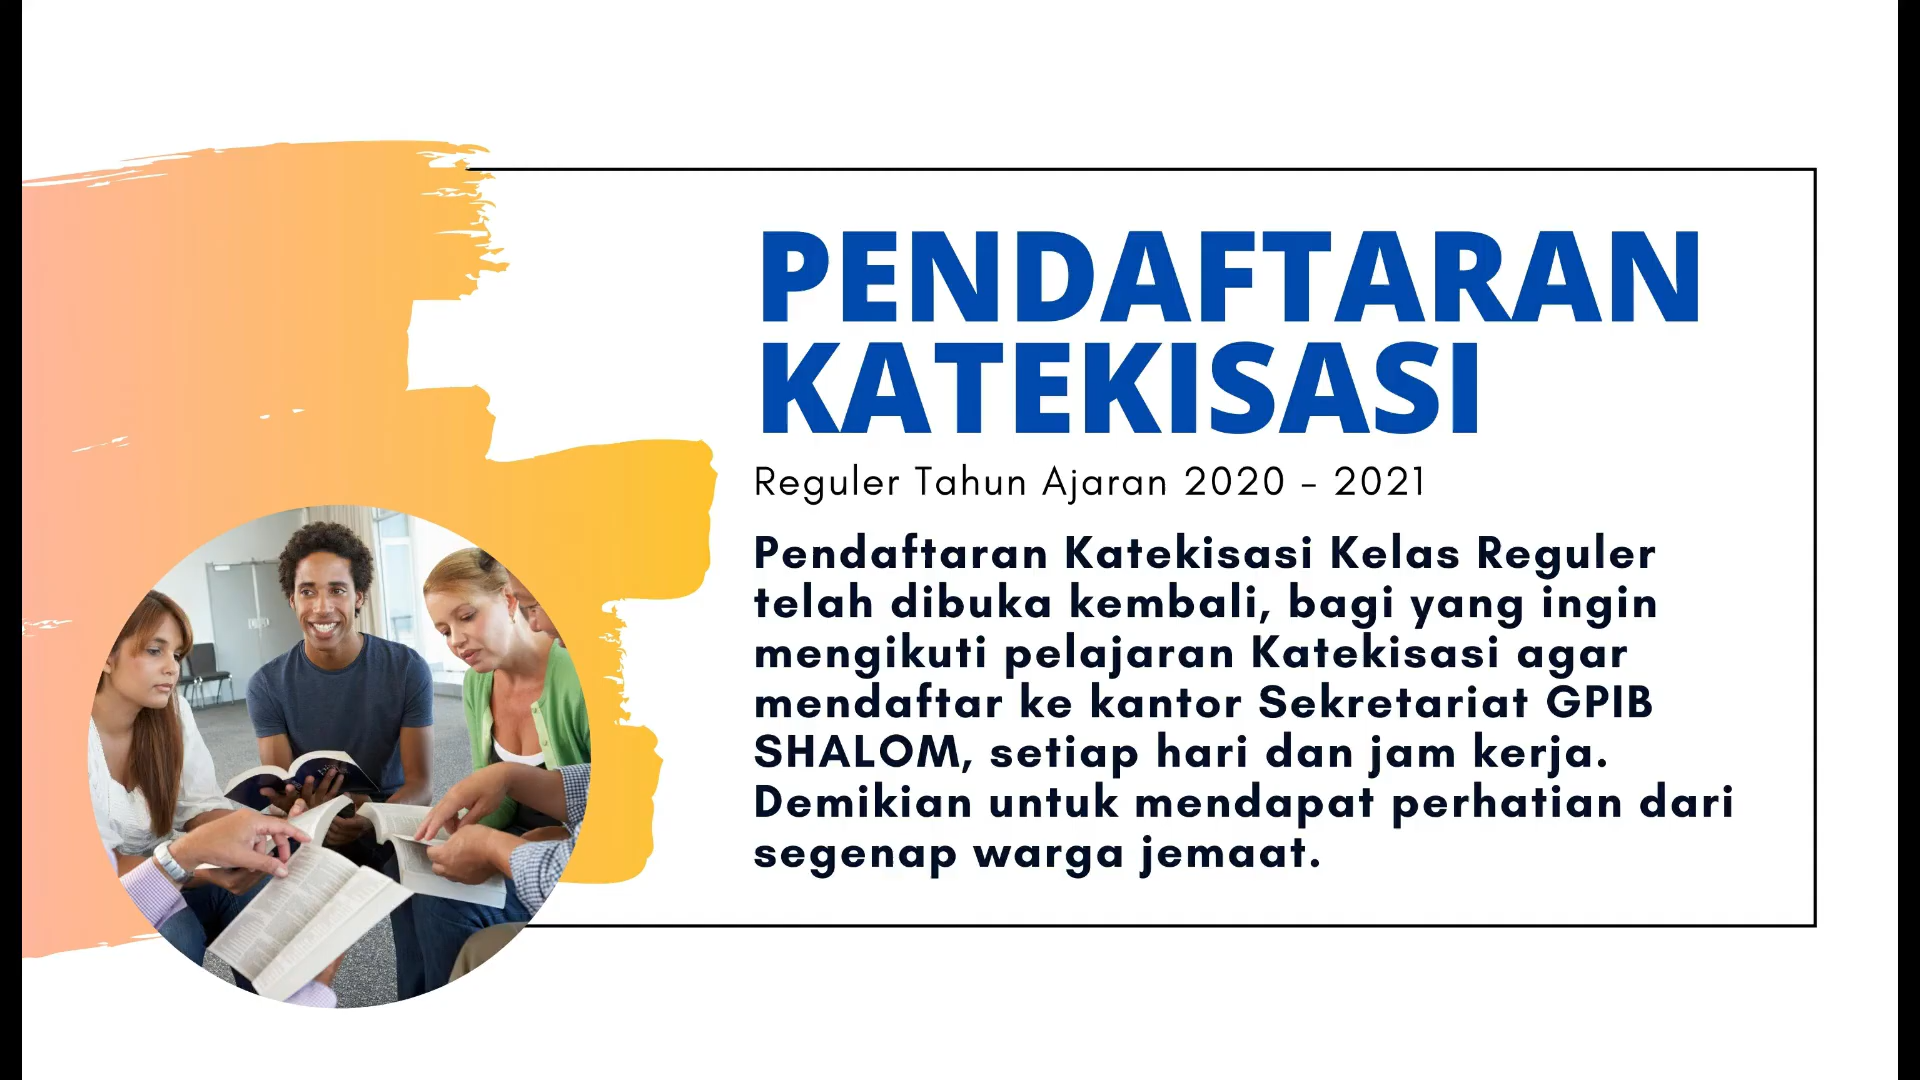 PENDAFTARAN
KATEKISASI
Reguler Tahun Ajaran 2020 – 2021
Pendaftaran Katekisasi Kelas Reguler
telah dibuka kembali, bagi yang ingin
mengikuti pelajaran Katekisasi agar
mendaftar ke kantor Sekretariat GPIB
SHALOM, setiap hari dan jam kerja.
Demikian untuk mendapat perhatian dari
segenap warga jemaat.